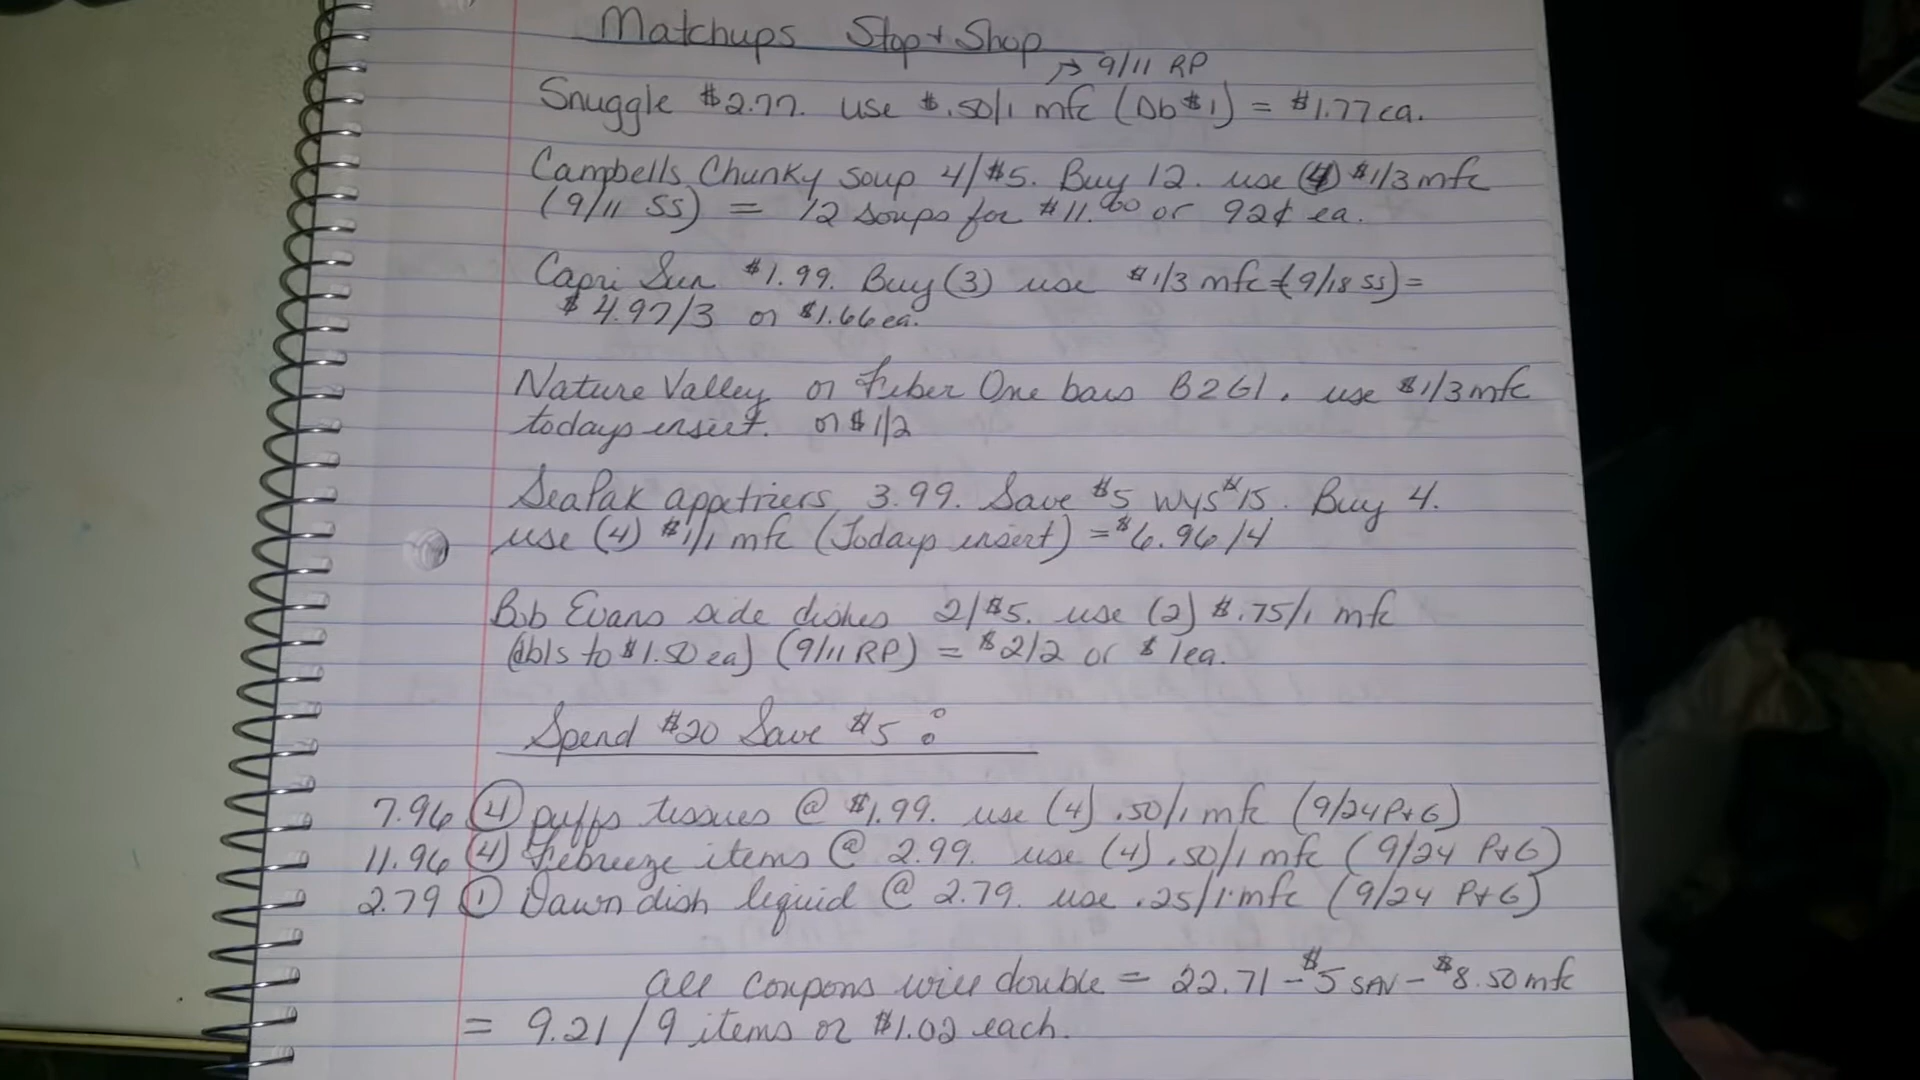 Matchups Stop + Shop
→ 9/11 RP
Snuggle $2.77. use $.50/1 mfc (Db $1) = $1.77 ea.
Campbells Chunky soup 4/$5. Buy 12. use (4) $1/3 mfc
(9/11 SS) = 12 soups for $11.00 or 92¢ ea.
Capri Sun $1.99. Buy (3) use $1/3 mfc (9/18 SS) =
$4.97/3 or $1.66 ea.
Nature Valley or Fiber One bars B2G1. use $1/3 mfc
todays insert. or $1/2
SeaPak appetriers 3.99. Save $5 wys $15. Buy 4.
use (4) $1/1 mfc (Todays insert) = $6.96/4
Bob Evans side dishes 2/$5. use (2) $.75/1 mfc
(dbls to $1.50 ea) (9/11 RP) = $2/2 or $1ea.
Spend $20 Save $5 :
7.96 (4) puffs tissues @ $1.99. use (4) .50/1 mfc (9/24 P+G)
11.96 (4) Febreeze items @ 2.99. use (4) .50/1 mfc (9/24 P+G)
2.79 (1) Dawn dish liquid @ 2.79. use .25/1 mfc (9/24 P+G)
all coupons will double = 22.71 - $5 SAV - $8.50 mfc
= 9.21 / 9 items or $1.02 each.